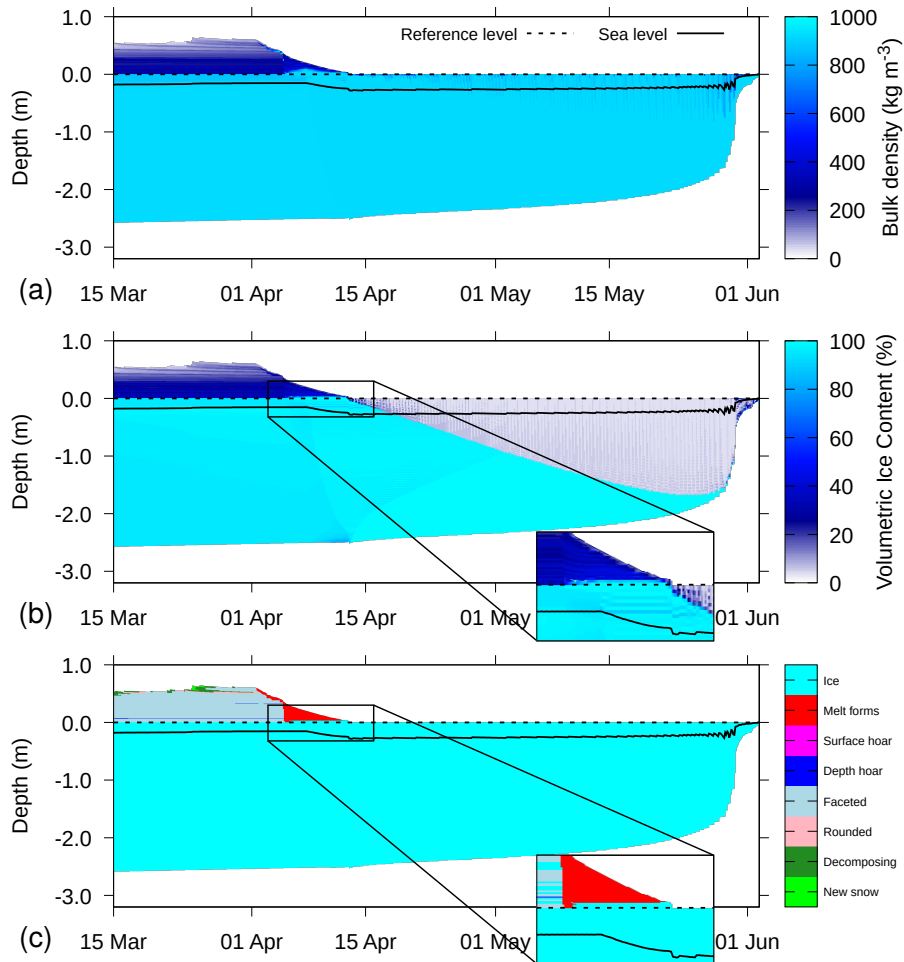 Reference level
Sea level
1.0
0.0
-1.0
-2.0
-3.0
Depth (m)
1000
800
600
400
200
0
Bulk density (kg m⁻³)
(a)
15 Mar 01 Apr 15 Apr 01 May 15 May 01 Jun
1.0
0.0
-1.0
-2.0
-3.0
Depth (m)
100
80
60
40
20
0
Volumetric Ice Content (%)
(b)
15 Mar 01 Apr 15 Apr 01 May 01 Jun
1.0
0.0
-1.0
-2.0
-3.0
Depth (m)
Ice
Melt forms
Surface hoar
Depth hoar
Faceted
Rounded
Decomposing
New snow
(c)
15 Mar 01 Apr 15 Apr 01 May 01 Jun